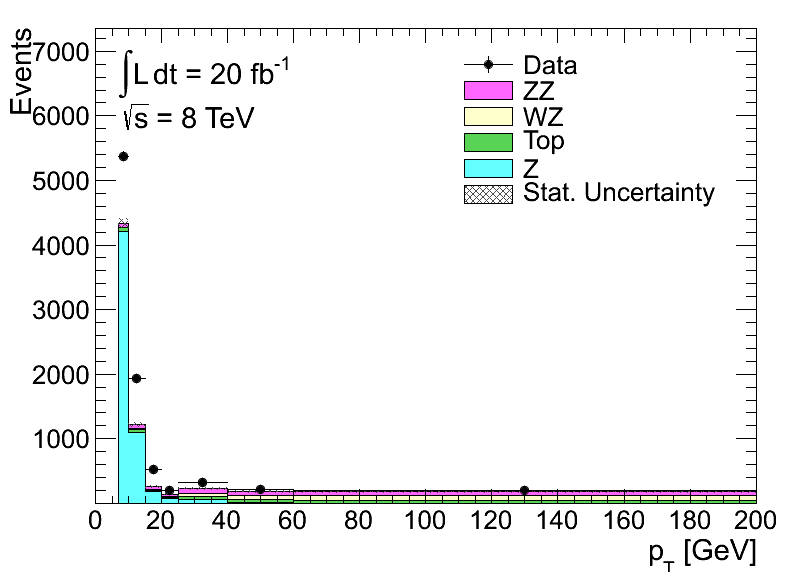 Events
7000
6000
5000
4000
3000
2000
1000
∫L dt = 20 fb⁻¹
√s = 8 TeV
Data
ZZ
WZ
Top
Z
Stat. Uncertainty
0 20 40 60 80 100 120 140 160 180 200
p_T [GeV]